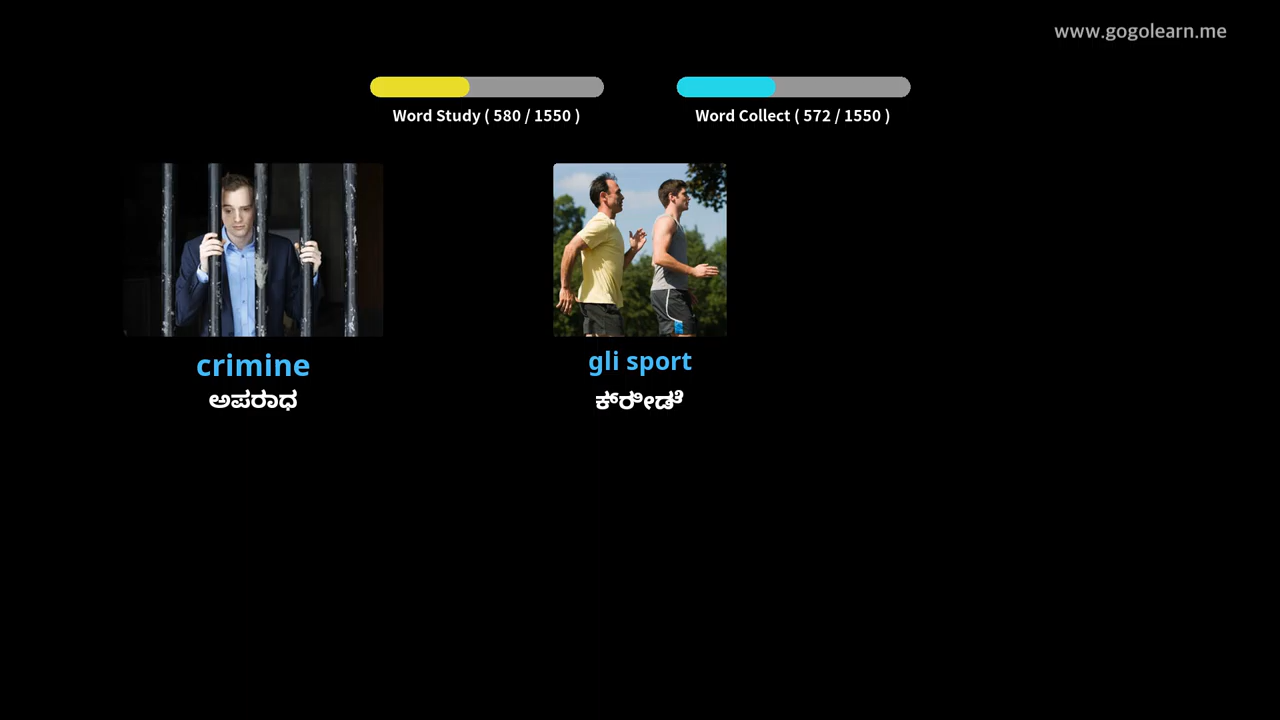 www.gogolearn.me
Word Study ( 580 / 1550 )
Word Collect ( 572 / 1550 )
crimine
ಅಪರಾಧ
gli sport
ಕ್ರೀಡೆ